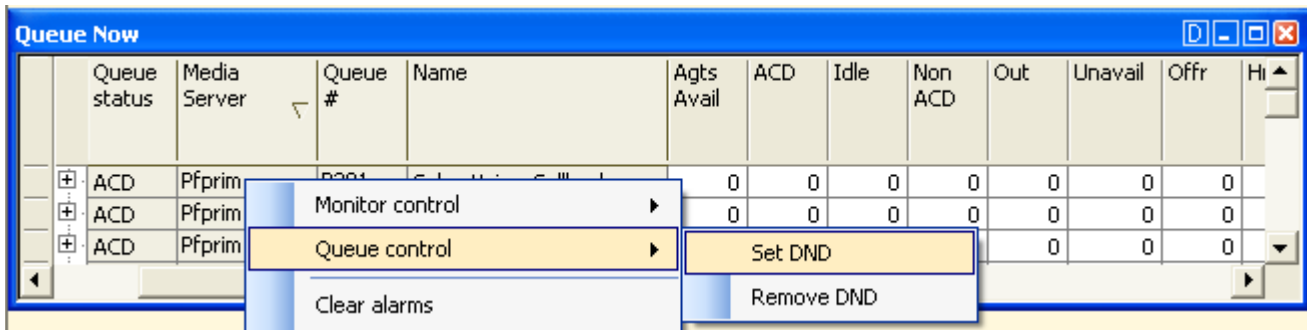 Queue Now D
Queue status Media Server Queue # Name Agts Avail ACD Idle Non ACD Out Unavail Offr
ACD Pfprim 0 0 0 0 0 0 0
Monitor control
ACD Pfprim 0 0 0 0 0 0 0
ACD Pfprim Queue control Set DND 0 0 0
Clear alarms Remove DND